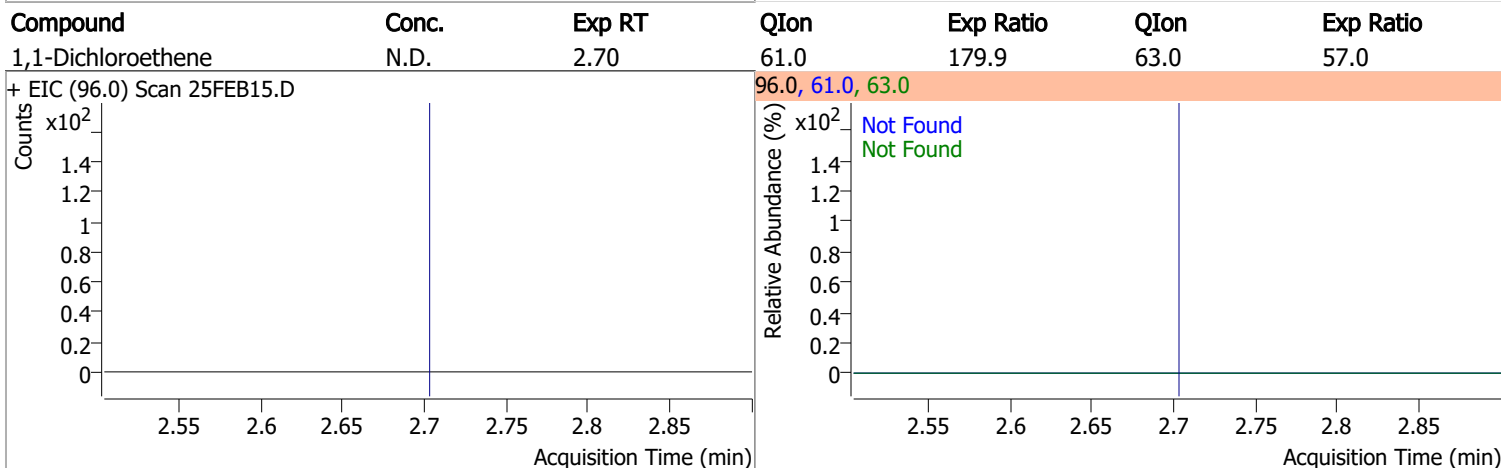 Compound Conc. Exp RT QIon Exp Ratio QIon Exp Ratio
1,1-Dichloroethene N.D. 2.70 61.0 179.9 63.0 57.0
+ EIC (96.0) Scan 25FEB15.D
Counts
x10²
1.4
1.2
1
0.8
0.6
0.4
0.2
0
2.55 2.6 2.65 2.7 2.75 2.8 2.85
Acquisition Time (min)
96.0, 61.0, 63.0
Relative Abundance (%)
x10²
Not Found
Not Found
1.4
1.2
1
0.8
0.6
0.4
0.2
0
2.55 2.6 2.65 2.7 2.75 2.8 2.85
Acquisition Time (min)